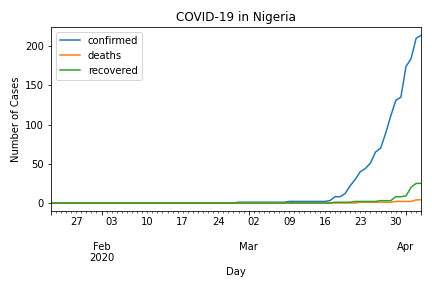 COVID-19 in Nigeria
confirmed
deaths
recovered
Number of Cases
200
150
100
50
0
27 03 10 17 24 02 09 16 23 30
Feb Mar Apr
2020
Day